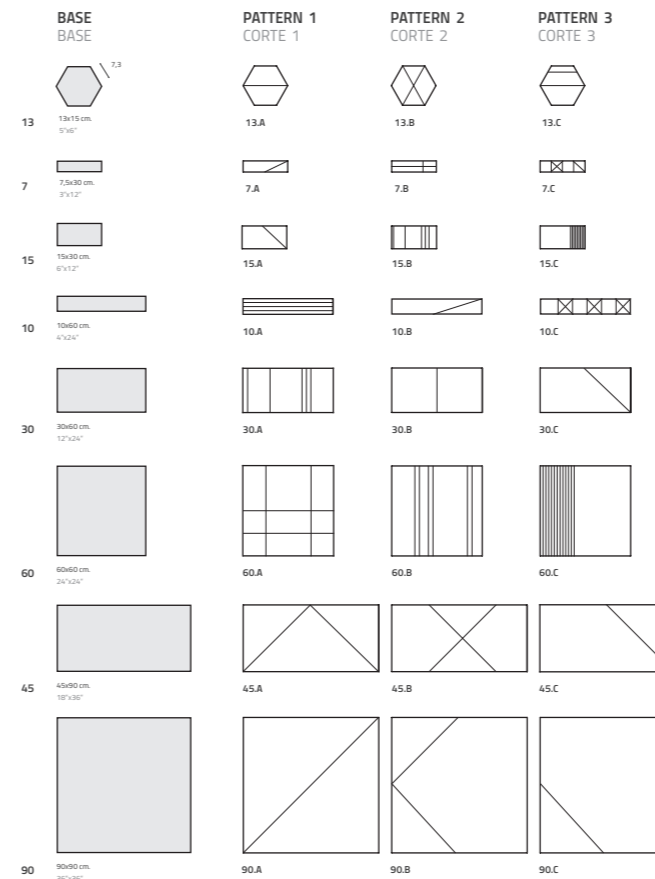 BASE PATTERN 1 PATTERN 2 PATTERN 3
BASE CORTE 1 CORTE 2 CORTE 3
7,3
13 13x15 cm. 13.A 13.B 13.C
5"x6"
7 7,5x30 cm. 7.A 7.B 7.C
3"x12"
15 15x30 cm. 15.A 15.B 15.C
6"x12"
10 10x60 cm. 10.A 10.B 10.C
4"x24"
30 30x60 cm. 30.A 30.B 30.C
12"x24"
60 60x60 cm. 60.A 60.B 60.C
24"x24"
45 45x90 cm. 45.A 45.B 45.C
18"x36"
90 90x90 cm. 90.A 90.B 90.C
36"x36"